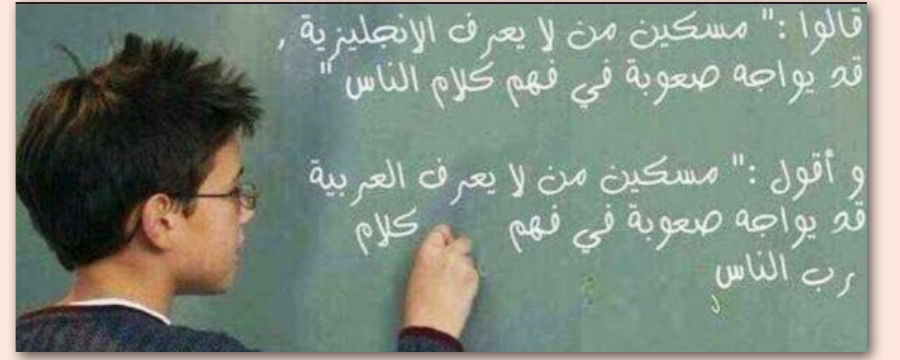 قالوا :" مسكين من لا يعرف الانجليزية ,
قد يواجه صعوبة في فهم كلام الناس "
و أقول :" مسكين من لا يعرف العربية
قد يواجه صعوبة في فهم كلام
رب الناس